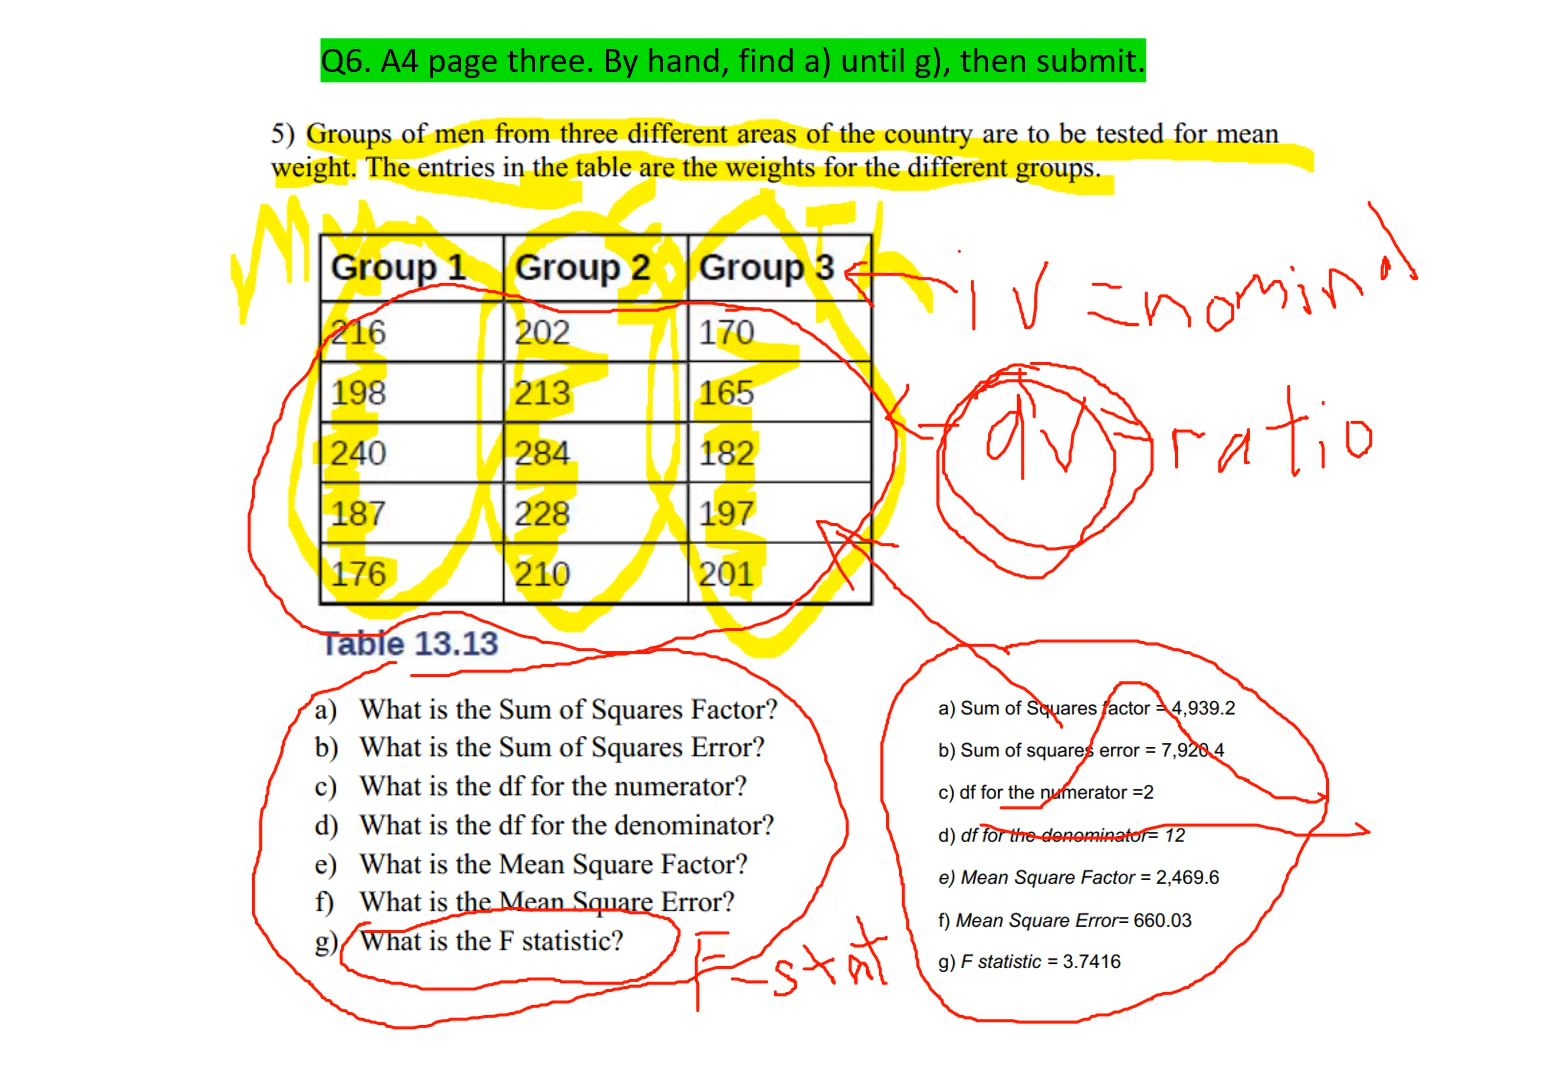 Q6. A4 page three. By hand, find a) until g), then submit.
5) Groups of men from three different areas of the country are to be tested for mean
weight. The entries in the table are the weights for the different groups.
Group 1 Group 2 Group 3
216 202 170
198 213 165
240 284 182
187 228 197
176 210 201
iV = nominal
dV = ratio
Table 13.13
a) What is the Sum of Squares Factor?
b) What is the Sum of Squares Error?
c) What is the df for the numerator?
d) What is the df for the denominator?
e) What is the Mean Square Factor?
f) What is the Mean Square Error?
g) What is the F statistic?
F-stat
a) Sum of Squares factor = 4,939.2
b) Sum of squares error = 7,920.4
c) df for the numerator =2
d) df for the denominator= 12
e) Mean Square Factor = 2,469.6
f) Mean Square Error= 660.03
g) F statistic = 3.7416